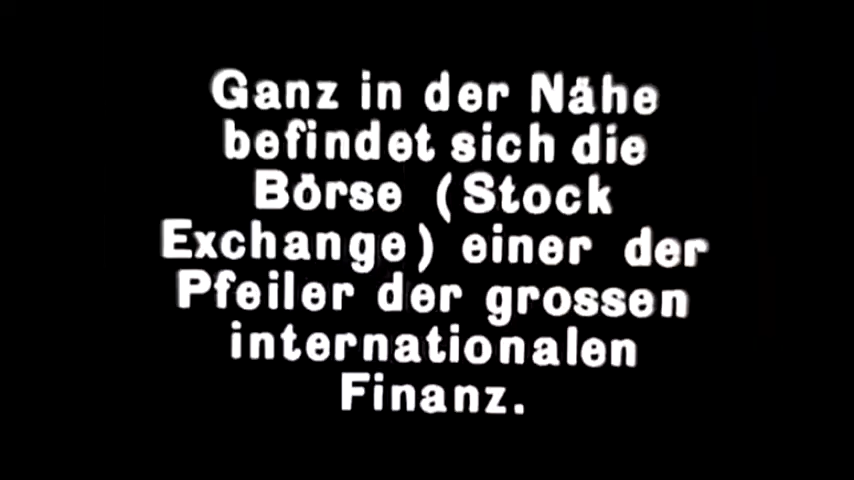 Ganz in der Nähe
befindet sich die
Börse (Stock
Exchange) einer der
Pfeiler der grossen
internationalen
Finanz.